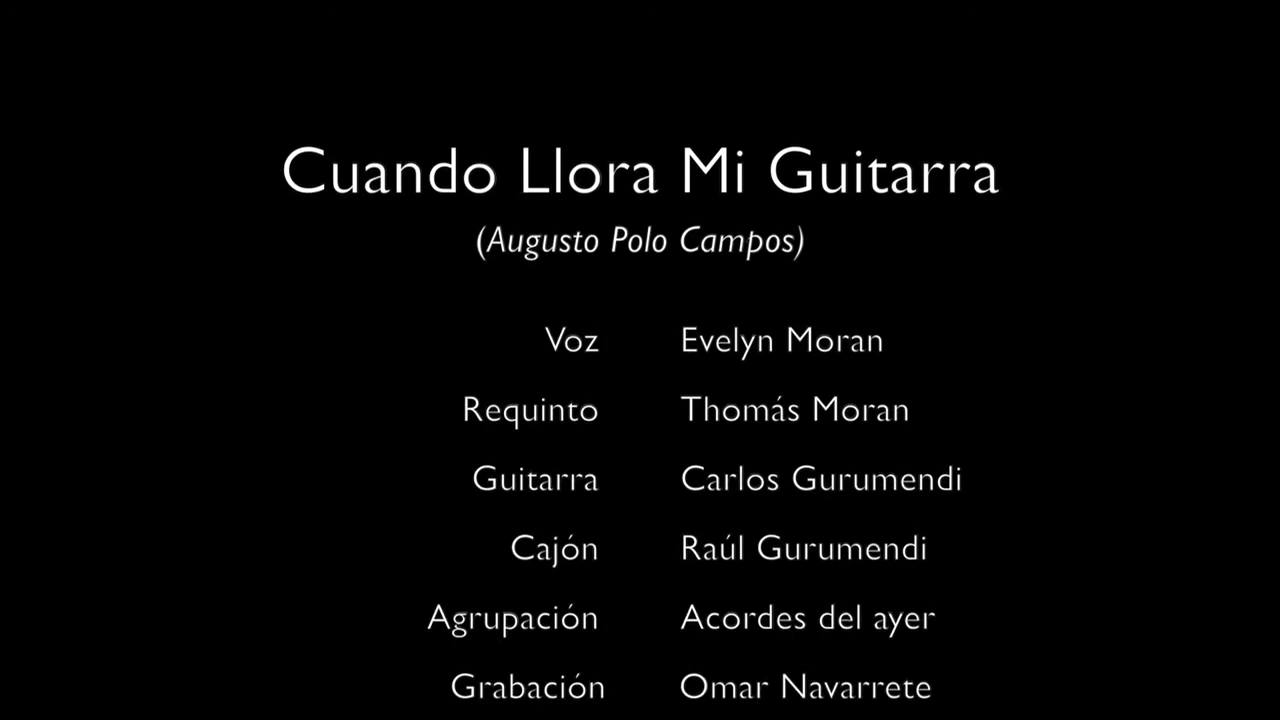 Cuando Llora Mi Guitarra
(Augusto Polo Campos)
Voz Evelyn Moran
Requinto Thomás Moran
Guitarra Carlos Gurumendi
Cajón Raúl Gurumendi
Agrupación Acordes del ayer
Grabación Omar Navarrete